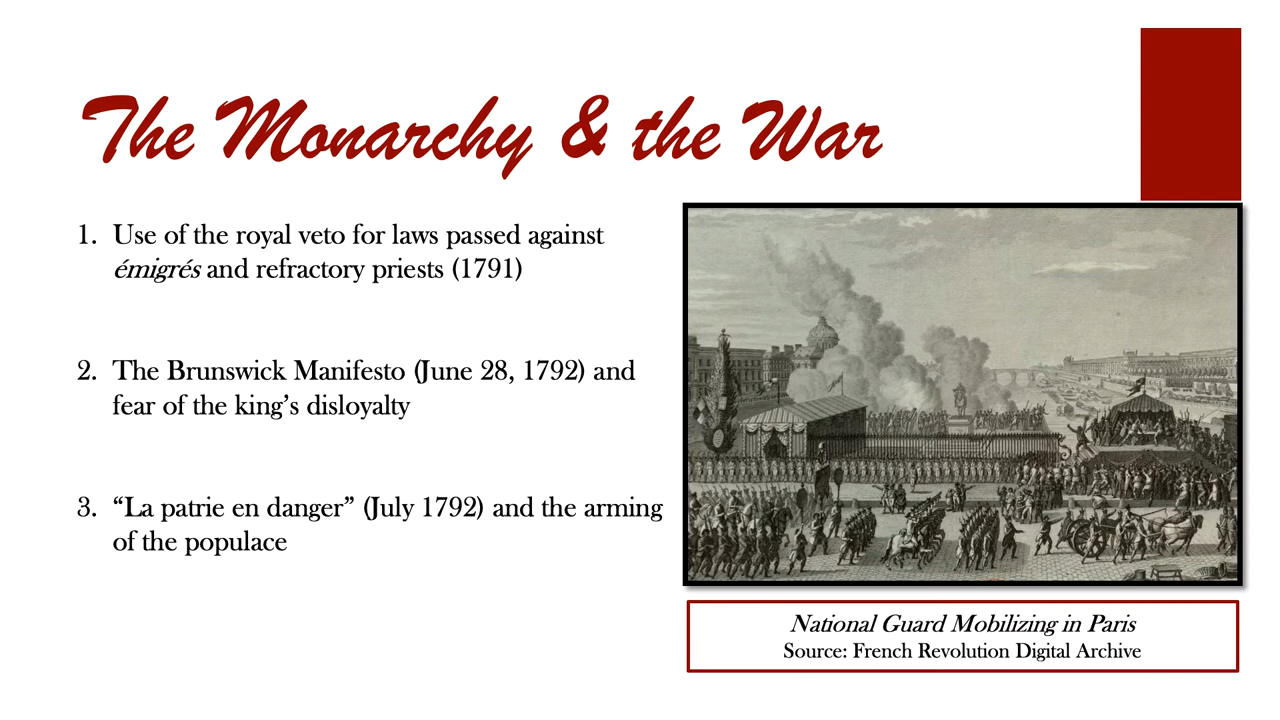 The Monarchy & the War
1. Use of the royal veto for laws passed against
émigrés and refractory priests (1791)
2. The Brunswick Manifesto (June 28, 1792) and
fear of the king’s disloyalty
3. “La patrie en danger” (July 1792) and the arming
of the populace
National Guard Mobilizing in Paris
Source: French Revolution Digital Archive